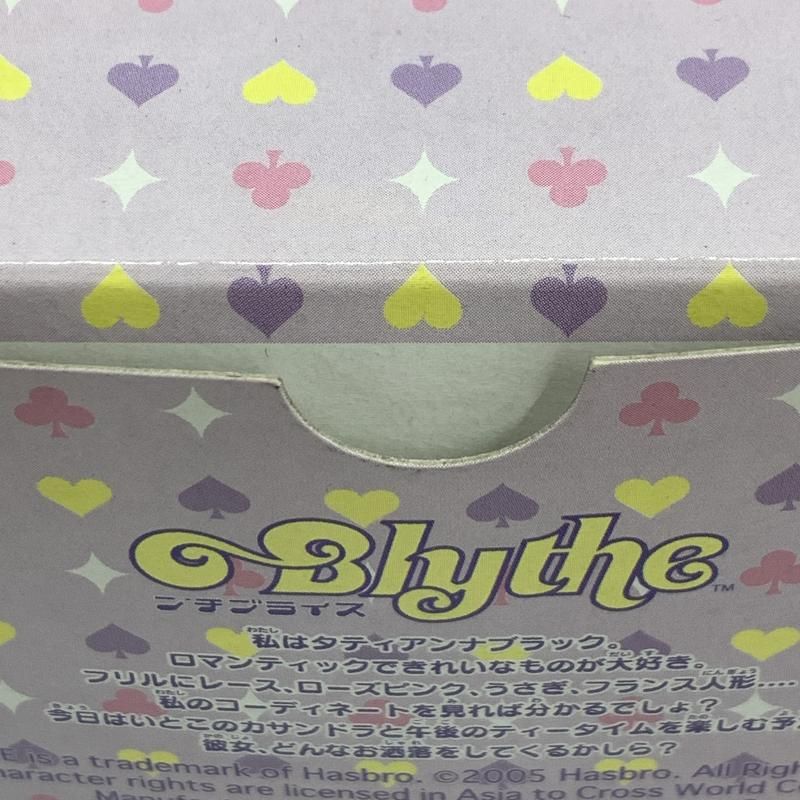 Blythe™
プチブライス
私はタティアンナブラック。
ロマンティックできれいなものが大好き。
フリルにレース、ローズピンク、うさぎ、フランス人形....
私のコーディネートを見れば分かるでしょ？
今日はいとこのカサンドラと午後のティータイムを楽しむ予
彼女、どんなお洒落をしてくるかしら？
E is a trademark of Hasbro. ©2005 Hasbro. All Righ
haracter rights are licensed in Asia to Cross World Co